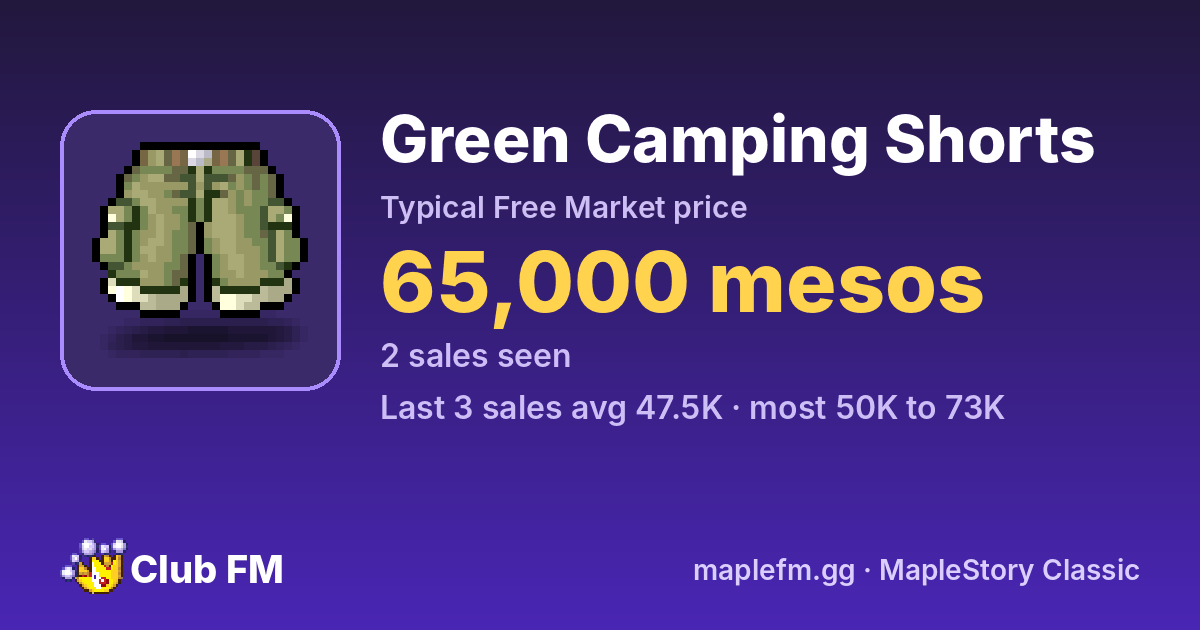 Green Camping Shorts
Typical Free Market price
65,000 mesos
2 sales seen
Last 3 sales avg 47.5K · most 50K to 73K
Club FM
maplefm.gg · MapleStory Classic